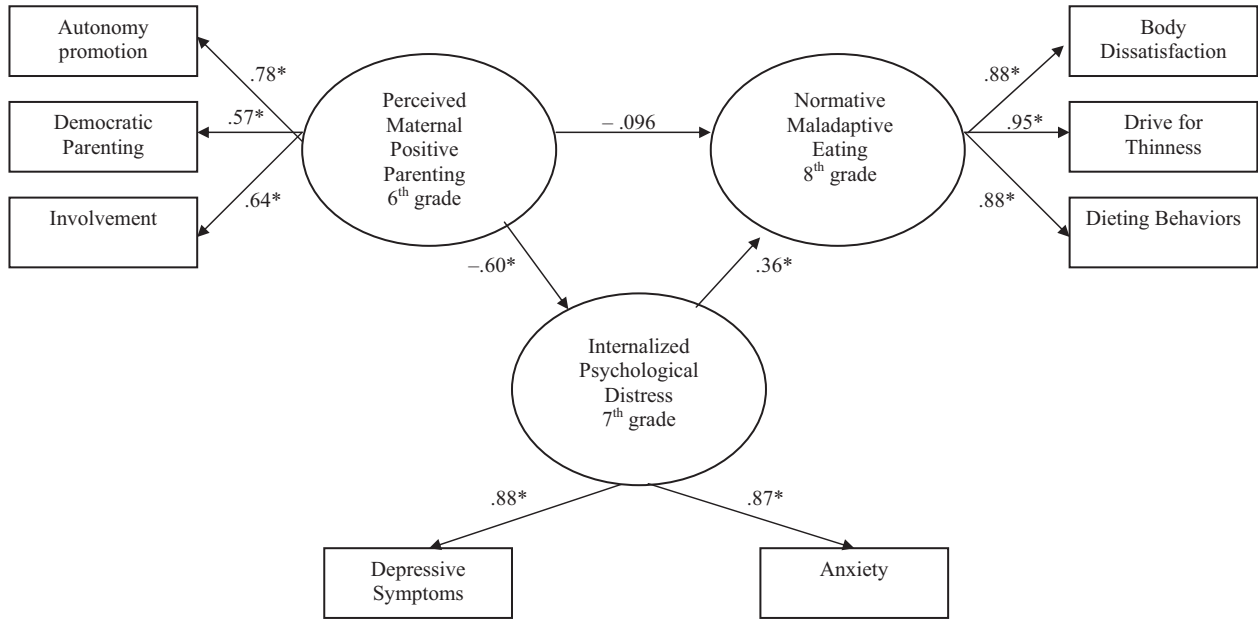 Autonomy
promotion
Democratic
Parenting
Involvement
.78*
.57*
.64*
Perceived
Maternal
Positive
Parenting
6th grade
– .096
–.60*
.36*
Normative
Maladaptive
Eating
8th grade
.88*
.95*
.88*
Body
Dissatisfaction
Drive for
Thinness
Dieting Behaviors
Internalized
Psychological
Distress
7th grade
.88*
.87*
Depressive
Symptoms
Anxiety